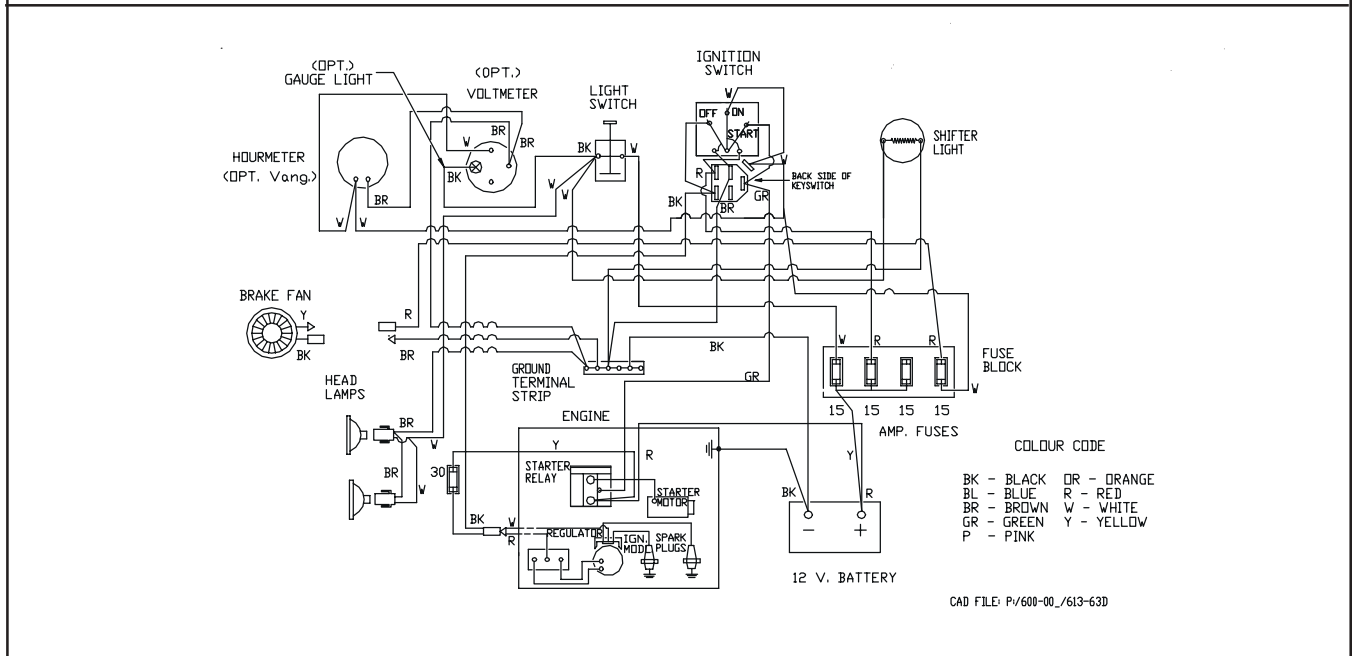 IGNITION
SWITCH
(OPT.)
GAUGE LIGHT
(OPT.)
VOLTMETER
LIGHT
SWITCH
W
OFF
ON
START
SHIFTER
LIGHT
HOURMETER
(OPT. Vang.)
W
BR
BR
BK
BK
W
W
R
BACK SIDE OF
KEYSWITCH
BR
W
W
W
W
BK
BR
GR
BRAKE FAN
Y
BK
R
BR
BK
GR
GROUND
TERMINAL
STRIP
W
R
R
FUSE
BLOCK
W
15
15
15
15
AMP. FUSES
HEAD
LAMPS
BR
W
BR
W
ENGINE
Y
R
Y
30
STARTER
RELAY
STARTER
MOTOR
BK
W
R
REGULATOR
IGN.
MOD.
SPARK
PLUGS
BK
R
-
+
12 V. BATTERY
COLOUR CODE
BK - BLACK OR - ORANGE
BL - BLUE R - RED
BR - BROWN W - WHITE
GR - GREEN Y - YELLOW
P - PINK
CAD FILE: P:/600-00_/613-63D